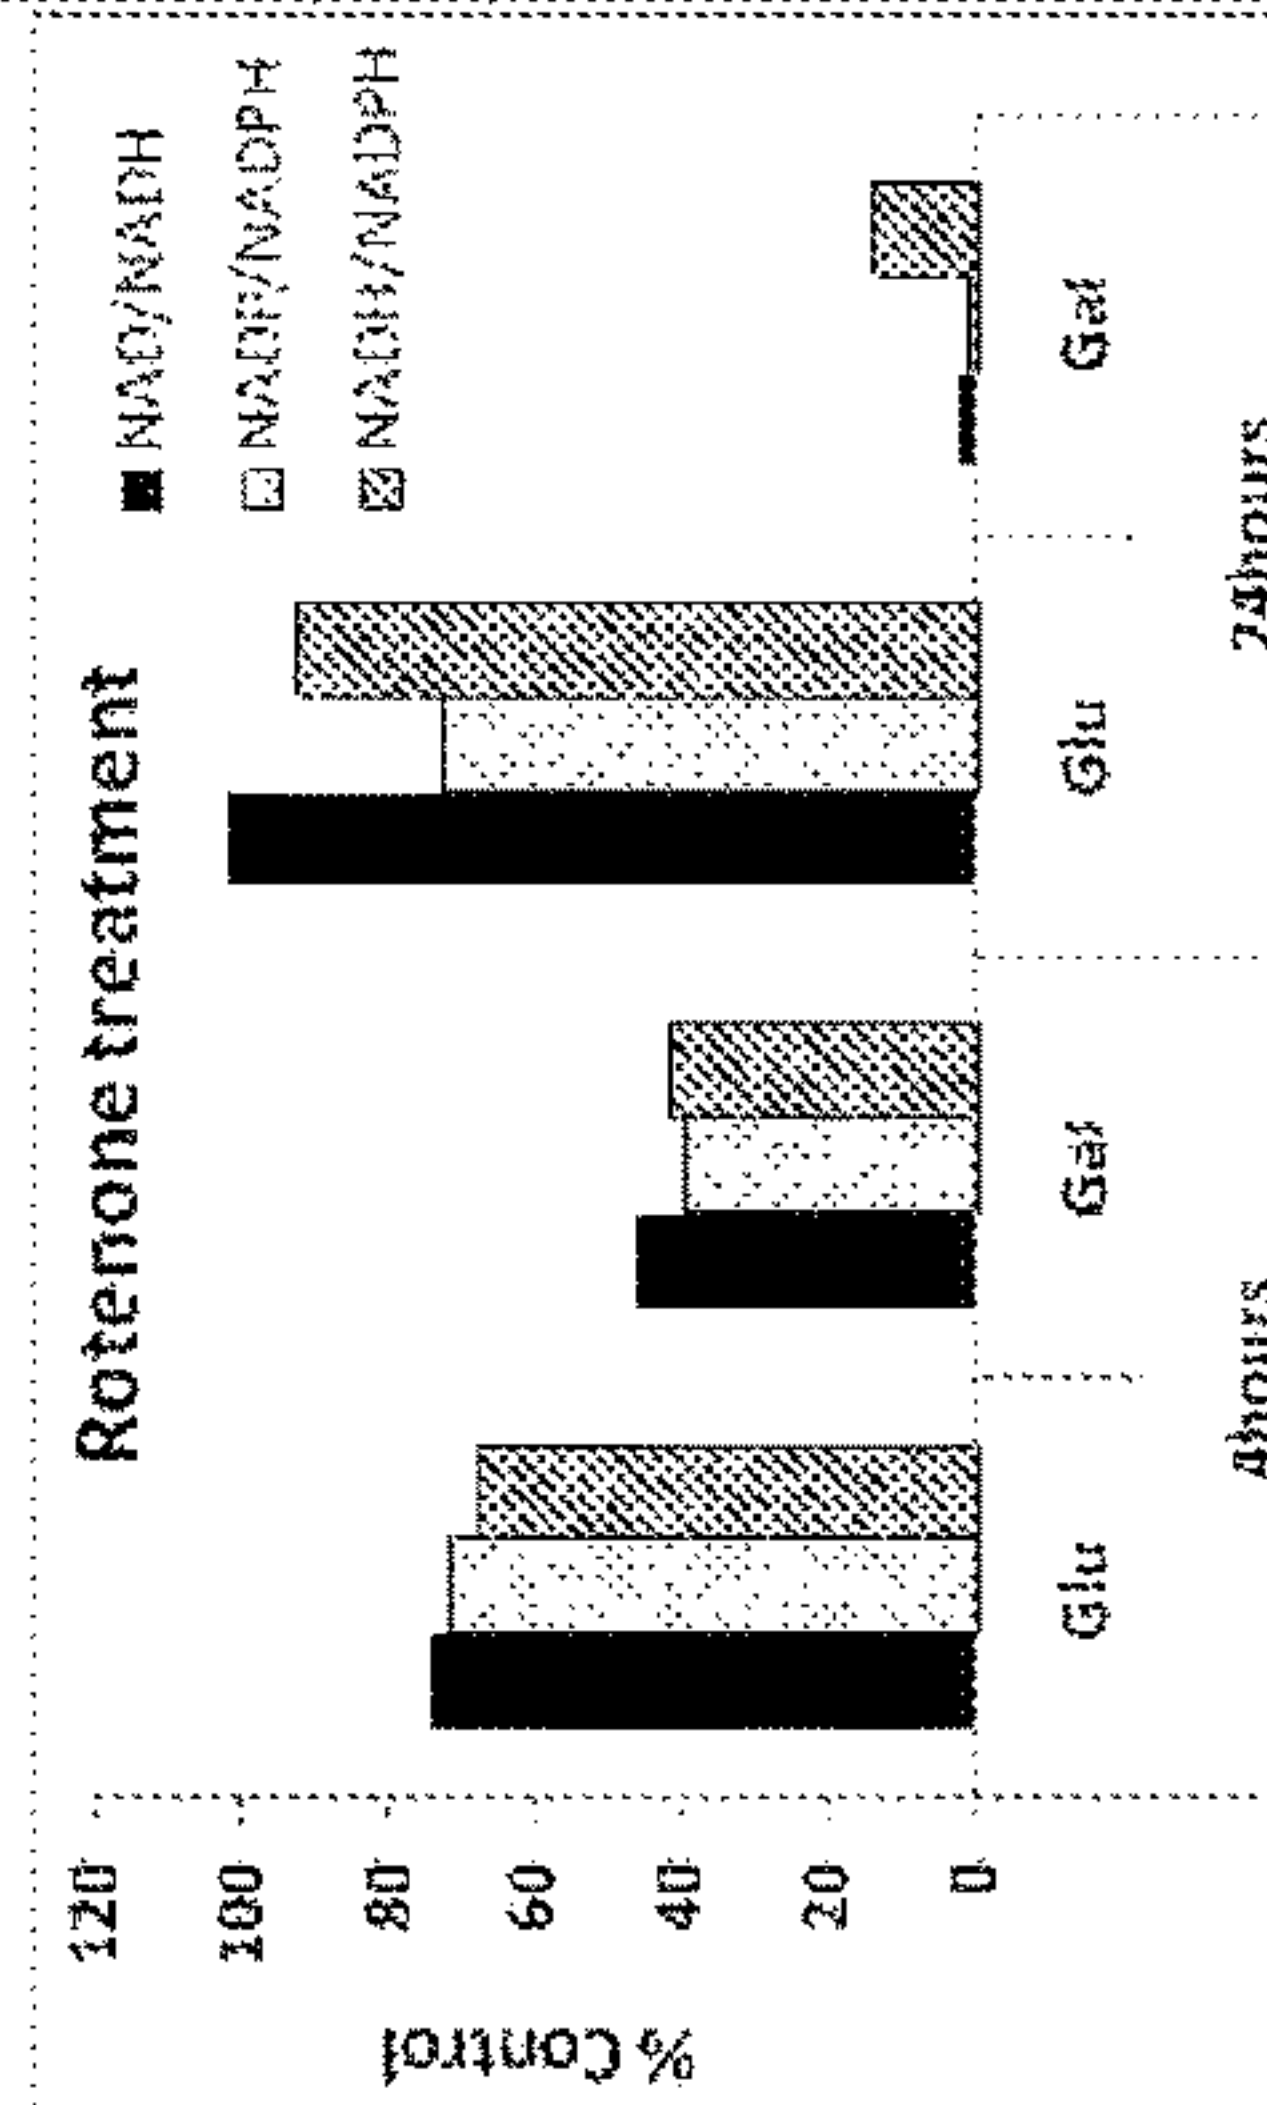 Rotenone treatment
NAD/NADH
NADP/NADPH
NADH/NADPH
% Control
120
100
80
60
40
20
0
Glu Gal Glu Gal
4hours 24hours